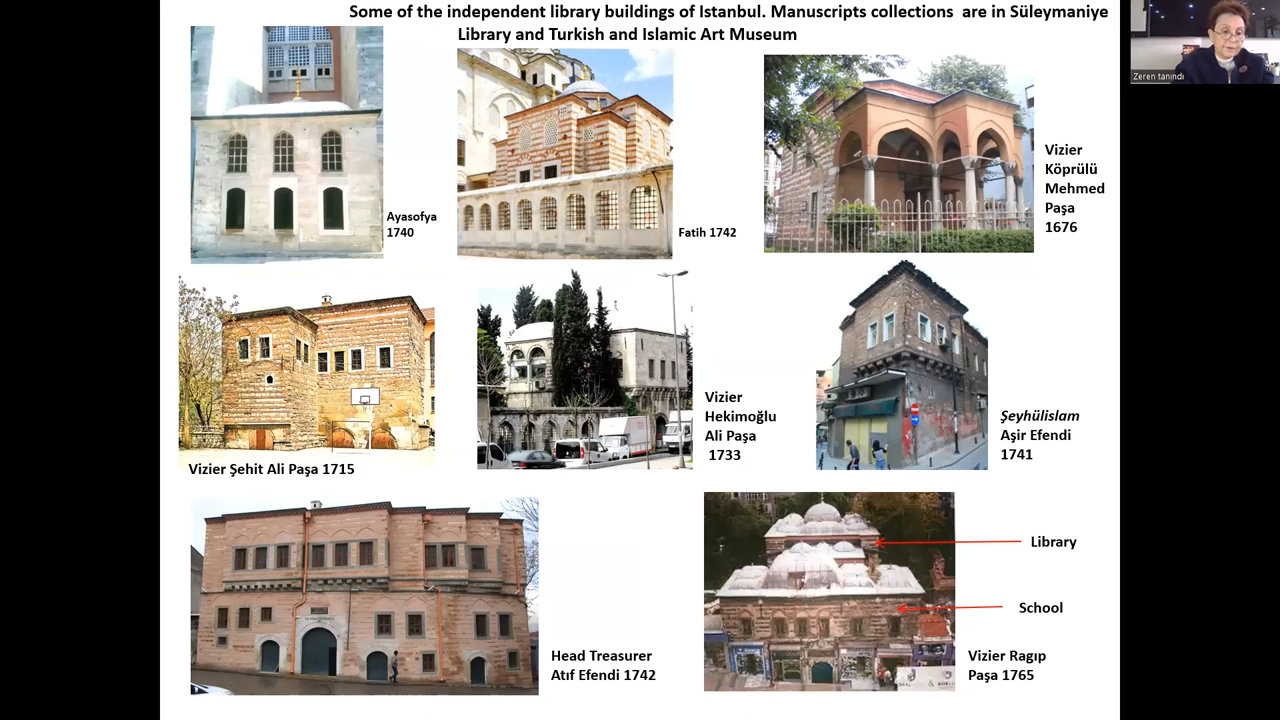 Some of the independent library buildings of Istanbul. Manuscripts collections are in Süleymaniye
Library and Turkish and Islamic Art Museum
Zeren tanındı
Ayasofya
1740
Fatih 1742
Vizier
Köprülü
Mehmed
Paşa
1676
Vizier Şehit Ali Paşa 1715
Vizier
Hekimoğlu
Ali Paşa
1733
Şeyhülislam
Aşir Efendi
1741
Head Treasurer
Atıf Efendi 1742
Library
School
Vizier Ragıp
Paşa 1765